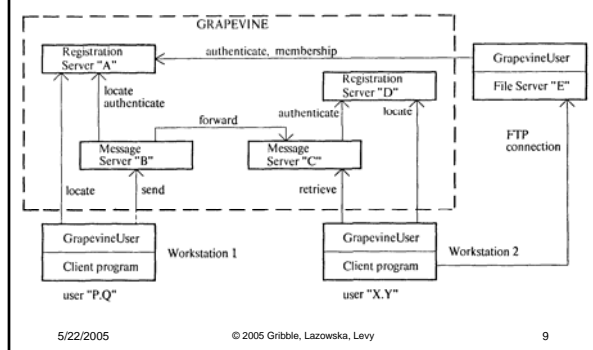 GRAPEVINE
Registration
Server "A"
authenticate, membership
GrapevineUser
File Server "E"
Registration
Server "D"
locate
authenticate
forward
authenticate
locate
FTP
connection
Message
Server "B"
Message
Server "C"
locate
send
retrieve
GrapevineUser
Client program
Workstation 1
GrapevineUser
Client program
Workstation 2
user "P.Q"
user "X.Y"
5/22/2005
© 2005 Gribble, Lazowska, Levy
9